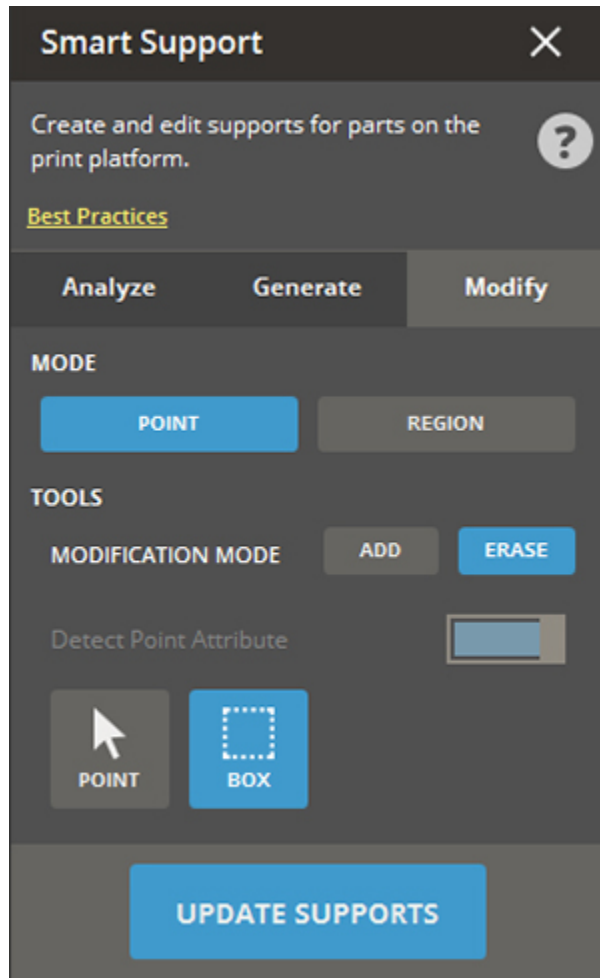 Smart Support
Create and edit supports for parts on the
print platform.
?
Best Practices
Analyze Generate Modify
MODE
POINT REGION
TOOLS
MODIFICATION MODE ADD ERASE
Detect Point Attribute
POINT BOX
UPDATE SUPPORTS